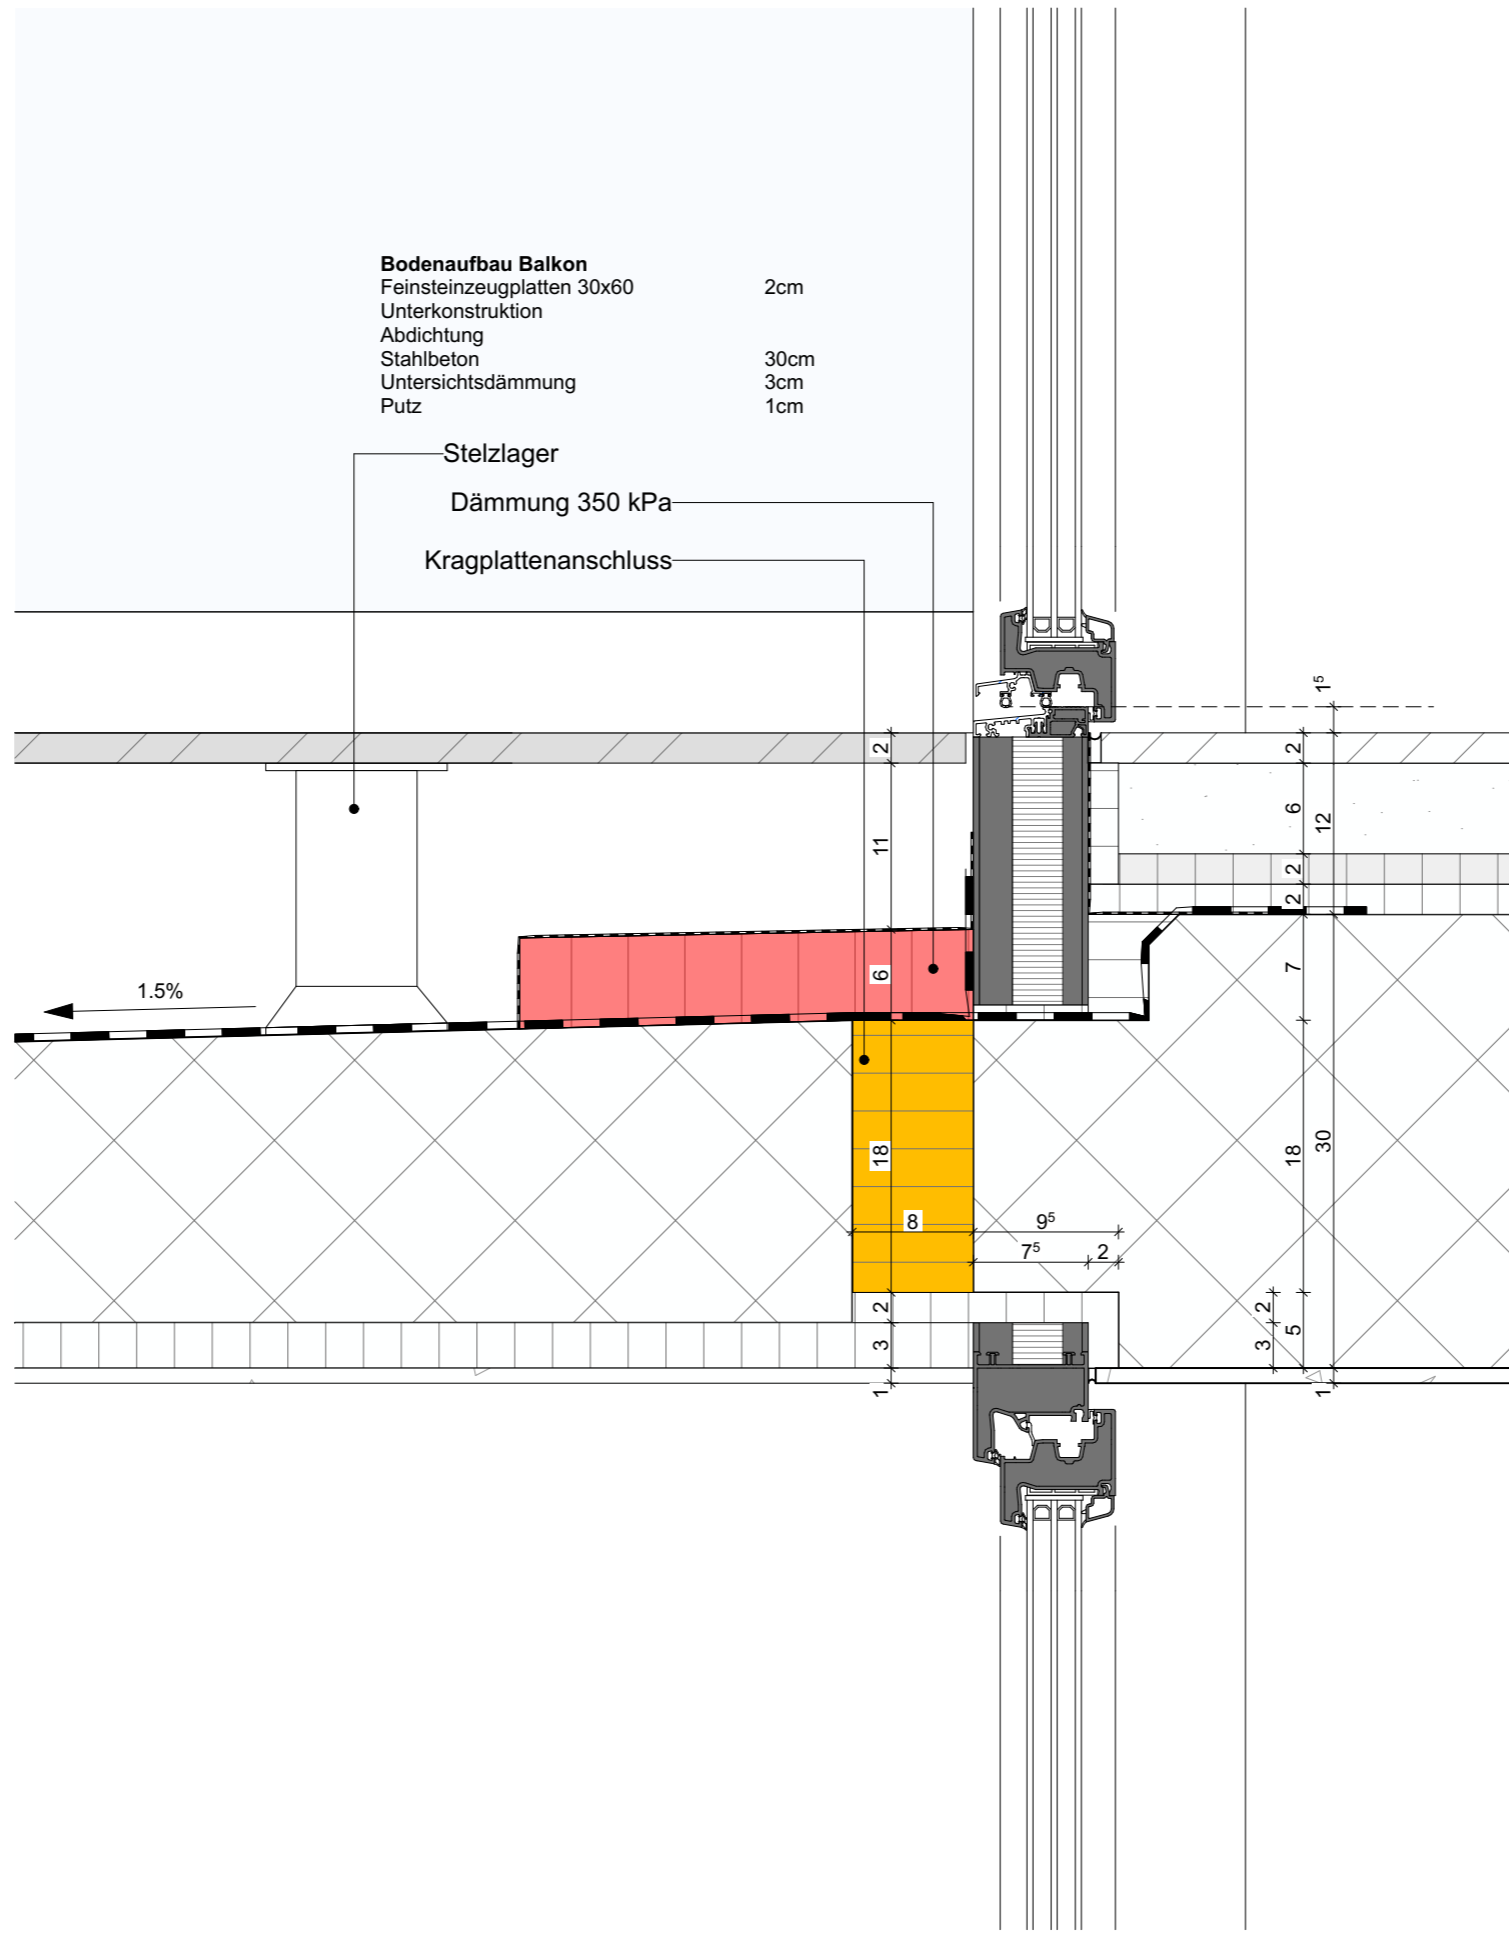 Bodenaufbau Balkon
Feinsteinzeugplatten 30x60 2cm
Unterkonstruktion
Abdichtung
Stahlbeton 30cm
Untersichtsdämmung 3cm
Putz 1cm
Stelzlager
Dämmung 350 kPa
Kragplattenanschluss
1⁵
2
2
6
12
11
2
2
6
7
1.5%
18
18
30
8
9⁵
7⁵
2
2
2
5
3
3
1
1